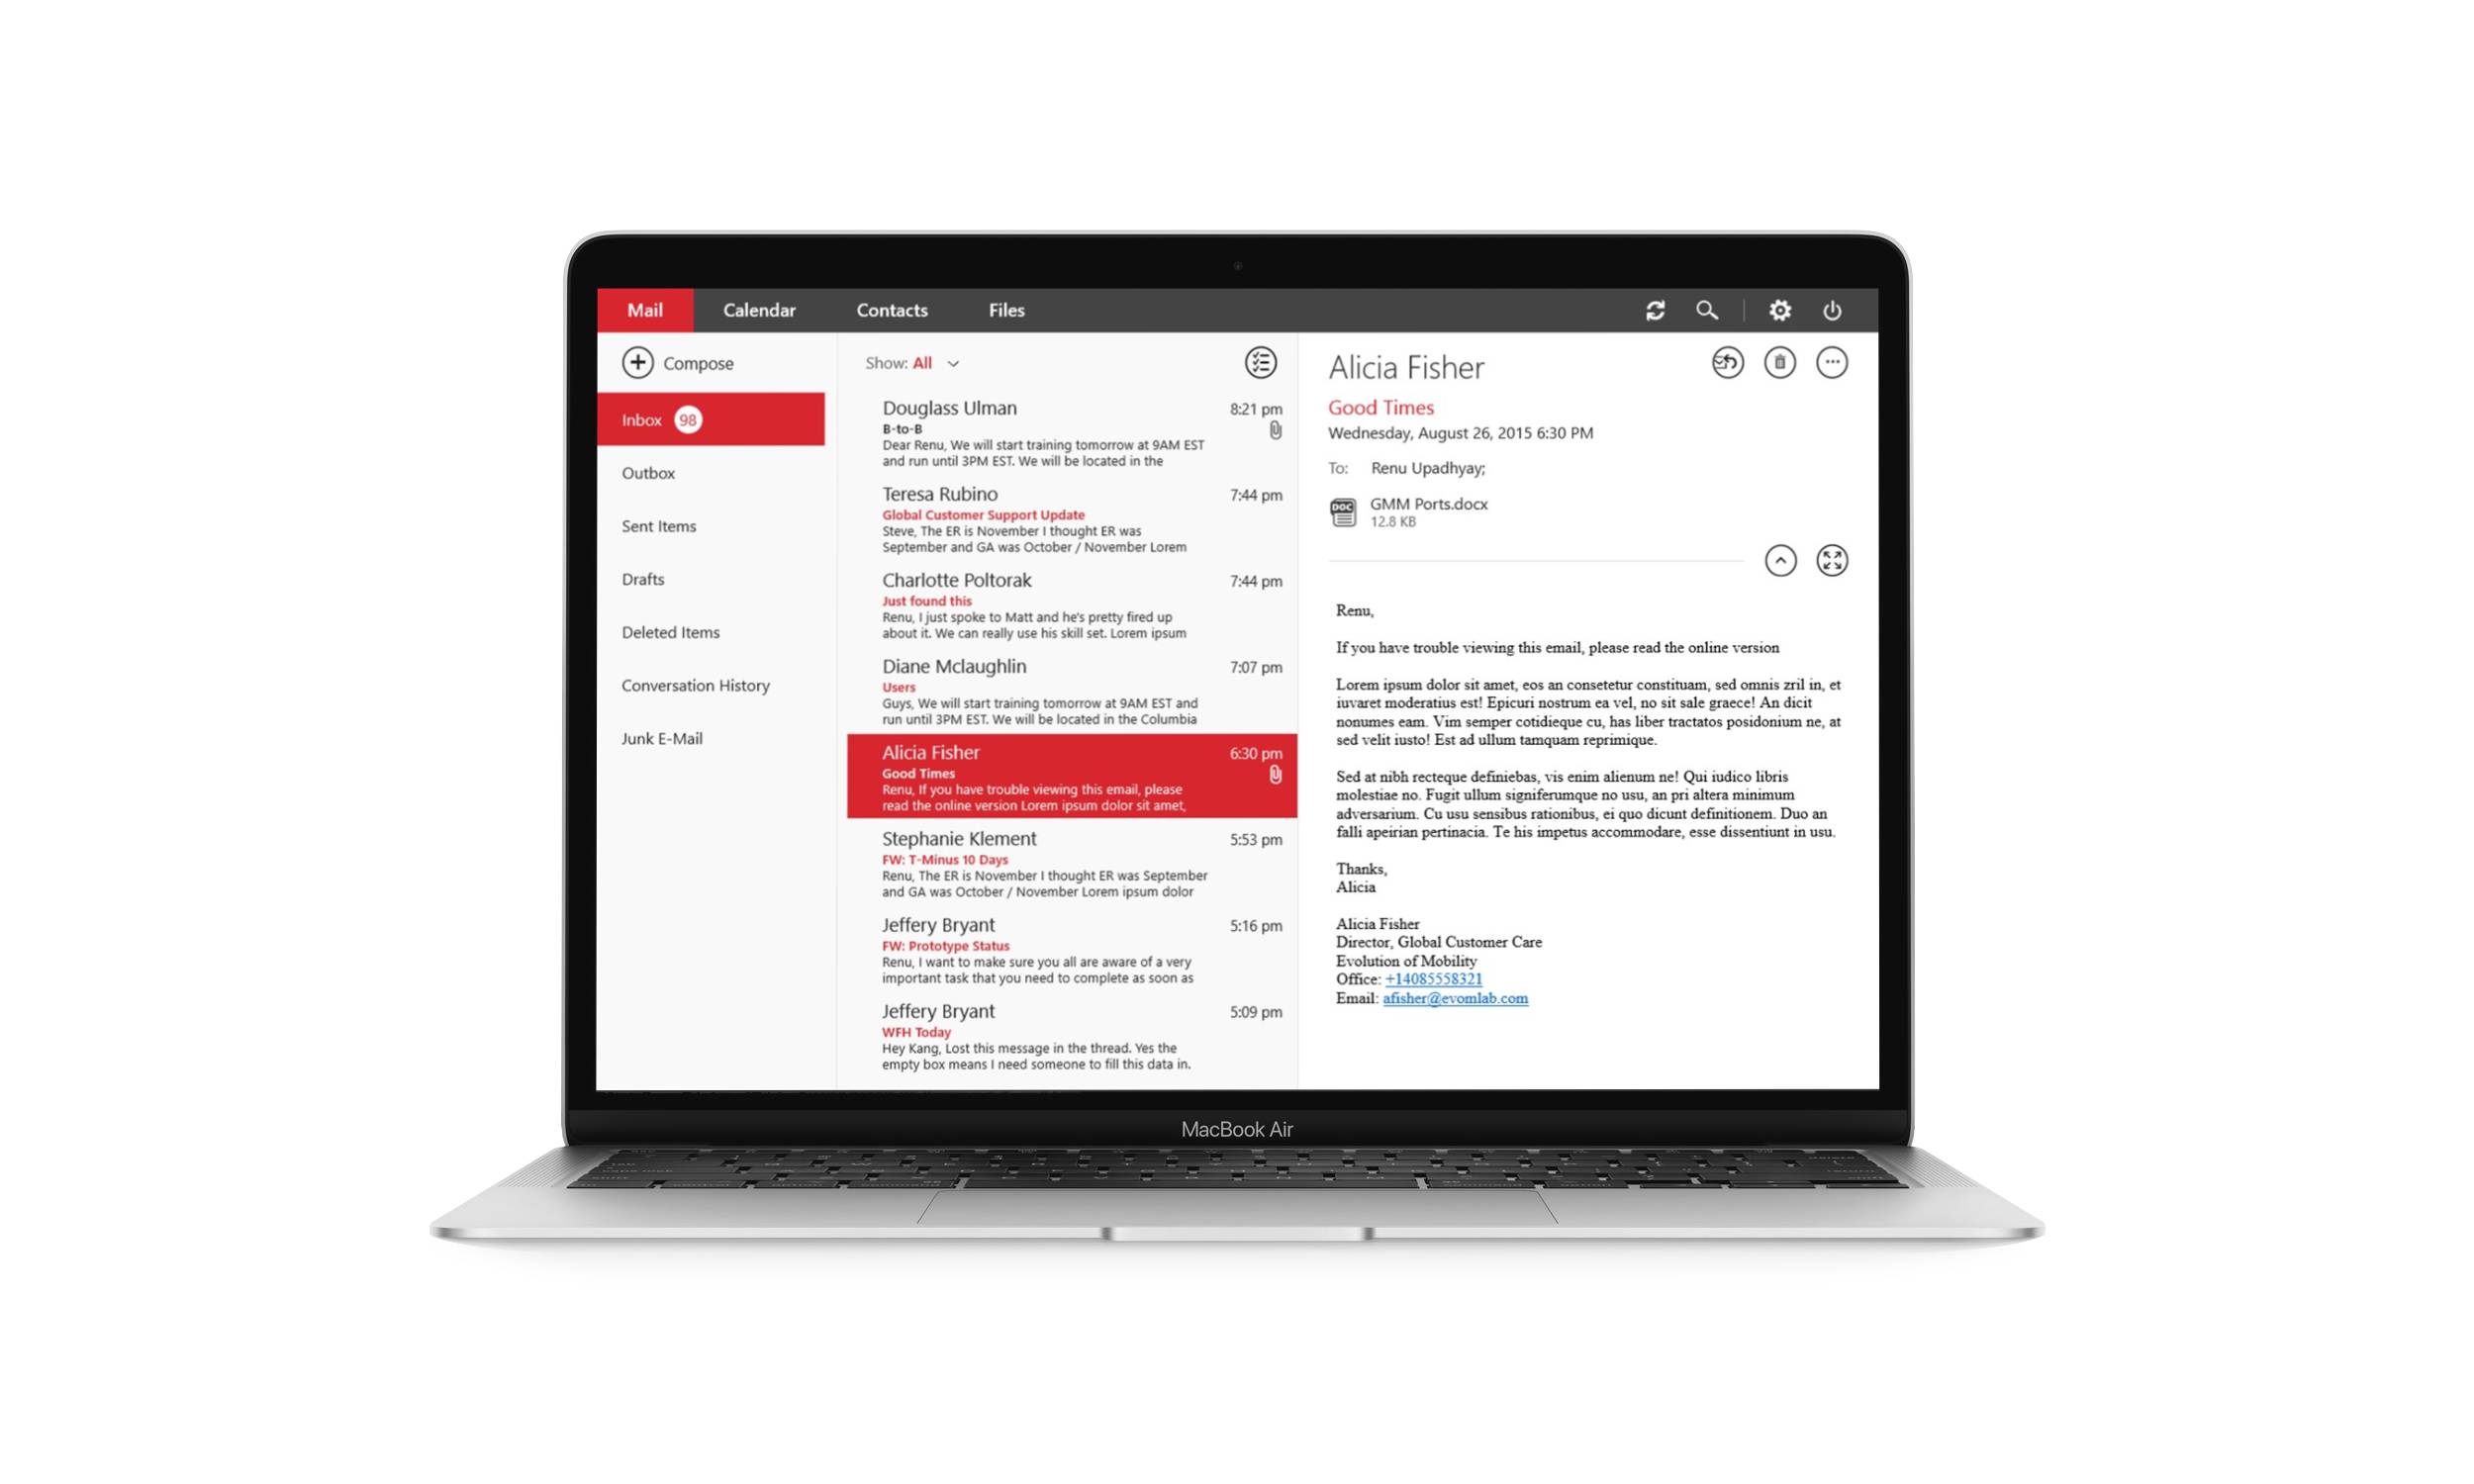 Mail Calendar Contacts Files
Compose
Inbox 98
Outbox
Sent Items
Drafts
Deleted Items
Conversation History
Junk E-Mail
Show: All
Douglass Ulman 8:21 pm
B-to-B
Dear Renu, We will start training tomorrow at 9AM EST
and run until 3PM EST. We will be located in the
Teresa Rubino 7:44 pm
Global Customer Support Update
Steve, The ER is November I thought ER was
September and GA was October / November Lorem
Charlotte Poltorak 7:44 pm
Just found this
Renu, I just spoke to Matt and he's pretty fired up
about it. We can really use his skill set. Lorem ipsum
Diane Mclaughlin 7:07 pm
Users
Guys, We will start training tomorrow at 9AM EST and
run until 3PM EST. We will be located in the Columbia
Alicia Fisher 6:30 pm
Good Times
Renu, If you have trouble viewing this email, please
read the online version Lorem ipsum dolor sit amet,
Stephanie Klement 5:53 pm
FW: T-Minus 10 Days
Renu, The ER is November I thought ER was September
and GA was October / November Lorem ipsum dolor
Jeffery Bryant 5:16 pm
FW: Prototype Status
Renu, I want to make sure you all are aware of a very
important task that you need to complete as soon as
Jeffery Bryant 5:09 pm
WFH Today
Hey Kang, Lost this message in the thread. Yes the
empty box means I need someone to fill this data in.
Alicia Fisher
Good Times
Wednesday, August 26, 2015 6:30 PM
To: Renu Upadhyay;
DOC GMM Ports.docx
12.8 KB
Renu,
If you have trouble viewing this email, please read the online version
Lorem ipsum dolor sit amet, eos an consetetur constituam, sed omnis zril in, et
iuvaret moderatius est! Epicuri nostrum ea vel, no sit sale graece! An dicit
nonumes eam. Vim semper cotidieque cu, has liber tractatos posidonium ne, at
sed velit iusto! Est ad ullum tamquam reprimique.
Sed at nibh recteque definiebas, vis enim alienum ne! Qui iudico libris
molestiae no. Fugit ullum signiferumque no usu, an pri altera minimum
adversarium. Cu usu sensibus rationibus, ei quo dicunt definitionem. Duo an
falli apeirian pertinacia. Te his impetus accommodare, esse dissentiunt in usu.
Thanks,
Alicia
Alicia Fisher
Director, Global Customer Care
Evolution of Mobility
Office: +14085558321
Email: afisher@evomlab.com
MacBook Air